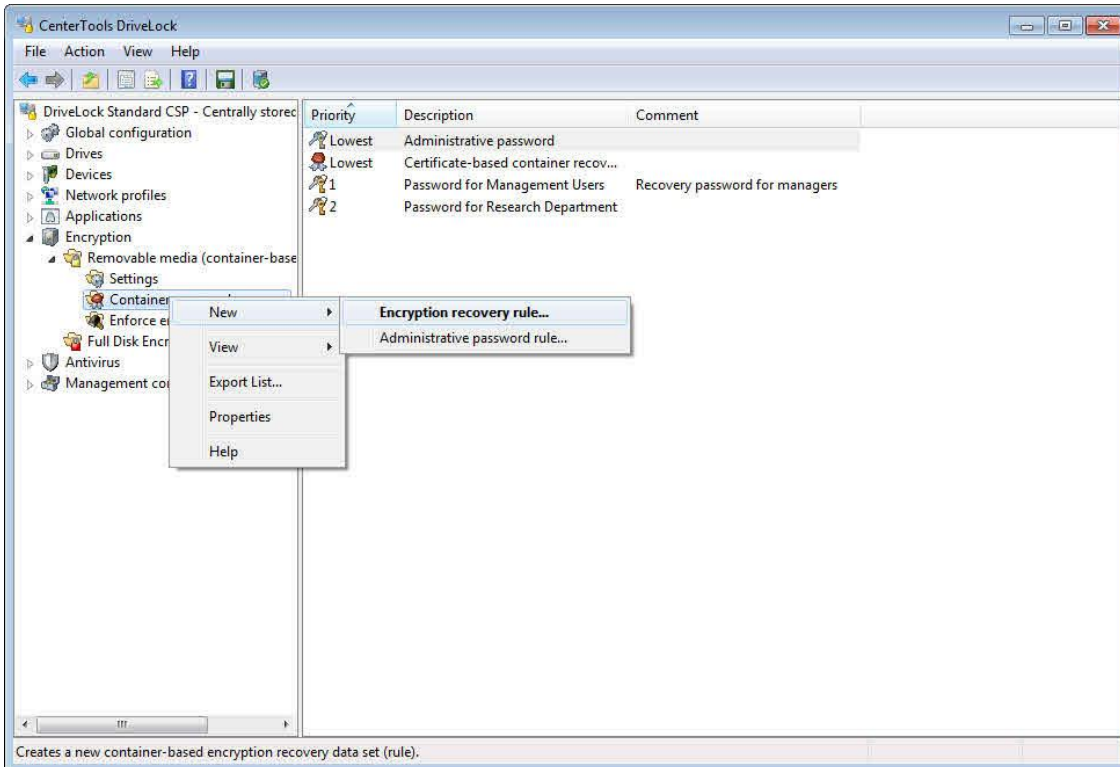 CenterTools DriveLock
File Action View Help
DriveLock Standard CSP - Centrally storec
Global configuration
Drives
Devices
Network profiles
Applications
Encryption
Removable media (container-base
Settings
Container
Enforce e
Full Disk Encr
Antivirus
Management co
Priority Description Comment
Lowest Administrative password
Lowest Certificate-based container recov...
1 Password for Management Users Recovery password for managers
2 Password for Research Department
New
View
Export List...
Properties
Help
Encryption recovery rule...
Administrative password rule...
Creates a new container-based encryption recovery data set (rule).